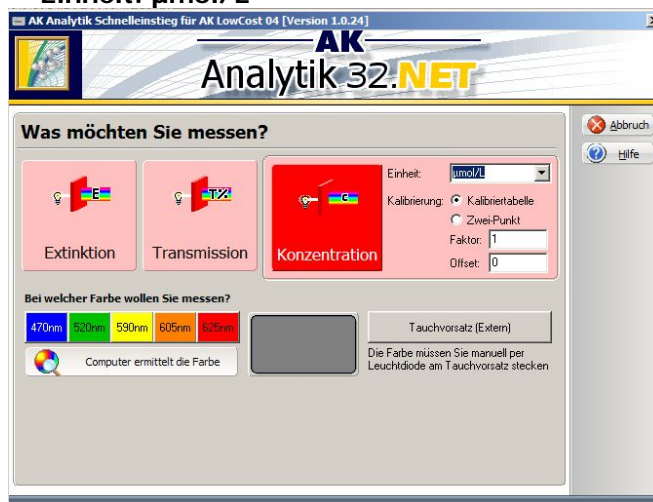 Einheit: µmol/L
AK Analytik Schnelleinstieg für AK LowCost 04 [Version 1.0.24]
AK
Analytik 32.NET
Abbruch
Hilfe
Was möchten Sie messen?
E
T%
C
Extinktion
Transmission
Konzentration
Einheit: µmol/L
Kalibrierung: Kalibriertabelle
Zwei-Punkt
Faktor: 1
Offset: 0
Bei welcher Farbe wollen Sie messen?
470nm 520nm 590nm 605nm 625nm
Computer ermittelt die Farbe
Tauchvorsatz (Extern)
Die Farbe müssen Sie manuell per
Leuchtdiode am Tauchvorsatz stecken